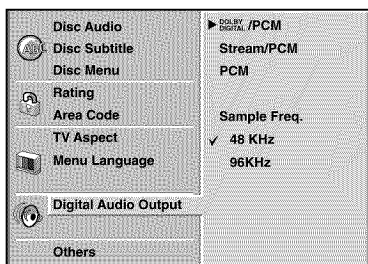 Disc Audio
Disc Subtitle
Disc Menu
Rating
Area Code
TV Aspect
Menu Language
Digital Audio Output
Others
DOLBY DIGITAL /PCM
Stream/PCM
PCM
Sample Freq.
48 KHz
96KHz